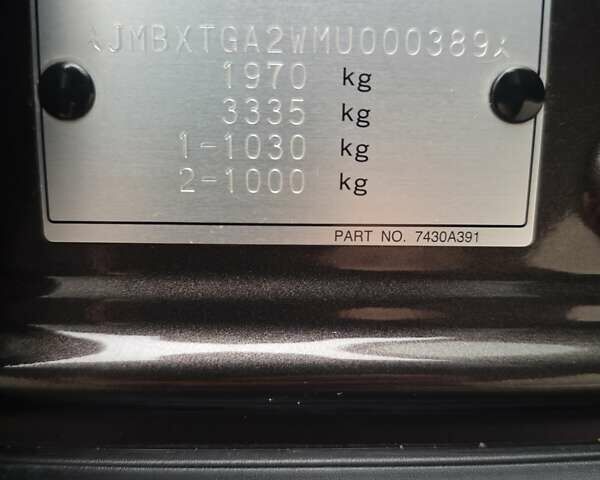 JMBXTGA2WMU000389
1970 kg
3335 kg
1-1030 kg
2-1000 kg
PART NO. 7430A391